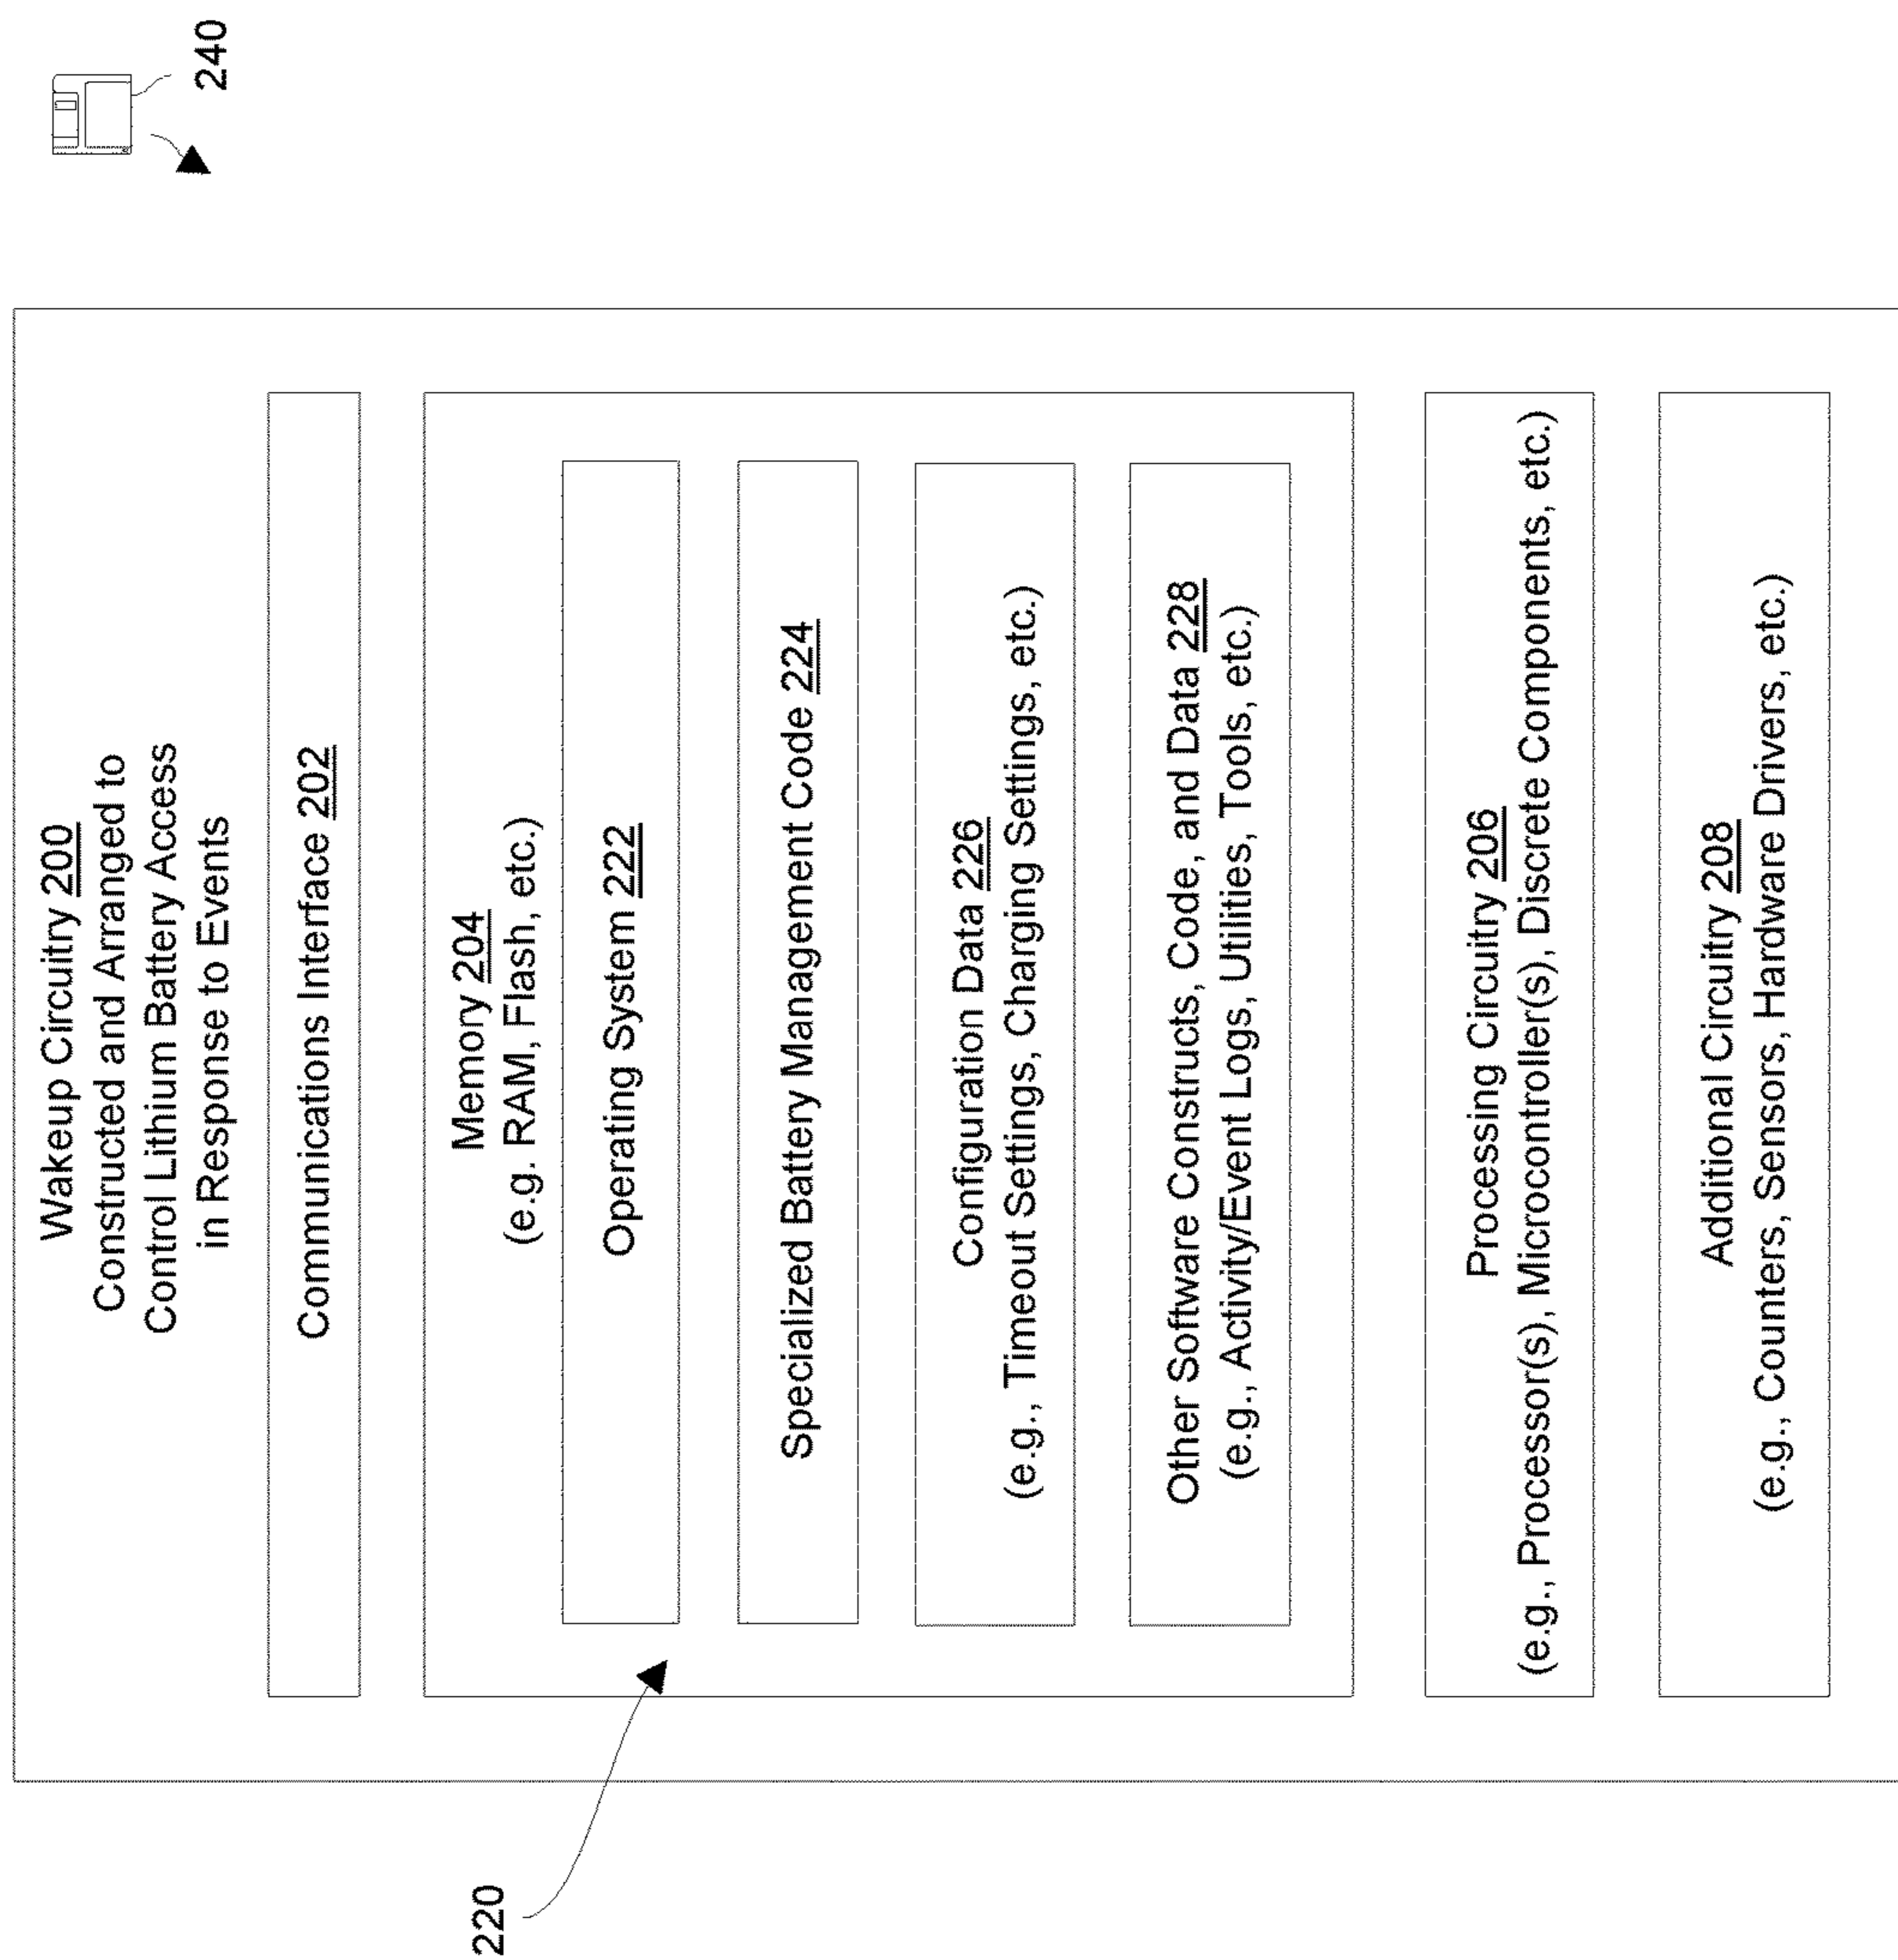 240
Wakeup Circuitry 200
Constructed and Arranged to
Control Lithium Battery Access
in Response to Events
Communications Interface 202
220
Memory 204
(e.g. RAM, Flash, etc.)
Operating System 222
Specialized Battery Management Code 224
Configuration Data 226
(e.g., Timeout Settings, Charging Settings, etc.)
Other Software Constructs, Code, and Data 228
(e.g., Activity/Event Logs, Utilities, Tools, etc.)
Processing Circuitry 206
(e.g., Processor(s), Microcontroller(s), Discrete Components, etc.)
Additional Circuitry 208
(e.g., Counters, Sensors, Hardware Drivers, etc.)